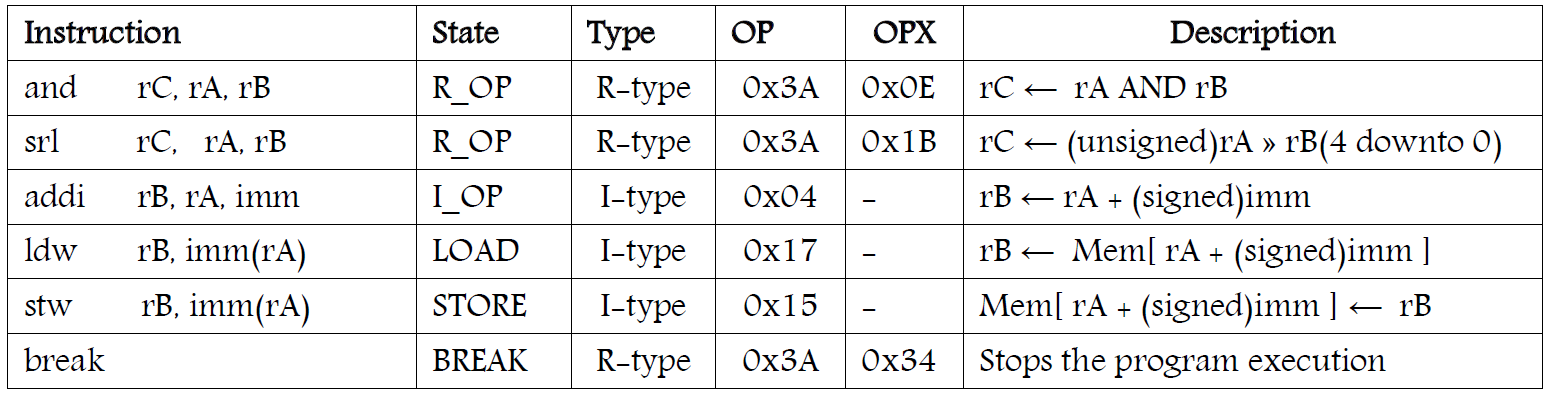 Instruction State Type OP OPX Description
and rC, rA, rB R_OP R-type 0x3A 0x0E rC ← rA AND rB
srl rC, rA, rB R_OP R-type 0x3A 0x1B rC ← (unsigned)rA » rB(4 downto 0)
addi rB, rA, imm I_OP I-type 0x04 - rB ← rA + (signed)imm
ldw rB, imm(rA) LOAD I-type 0x17 - rB ← Mem[ rA + (signed)imm ]
stw rB, imm(rA) STORE I-type 0x15 - Mem[ rA + (signed)imm ] ← rB
break BREAK R-type 0x3A 0x34 Stops the program execution